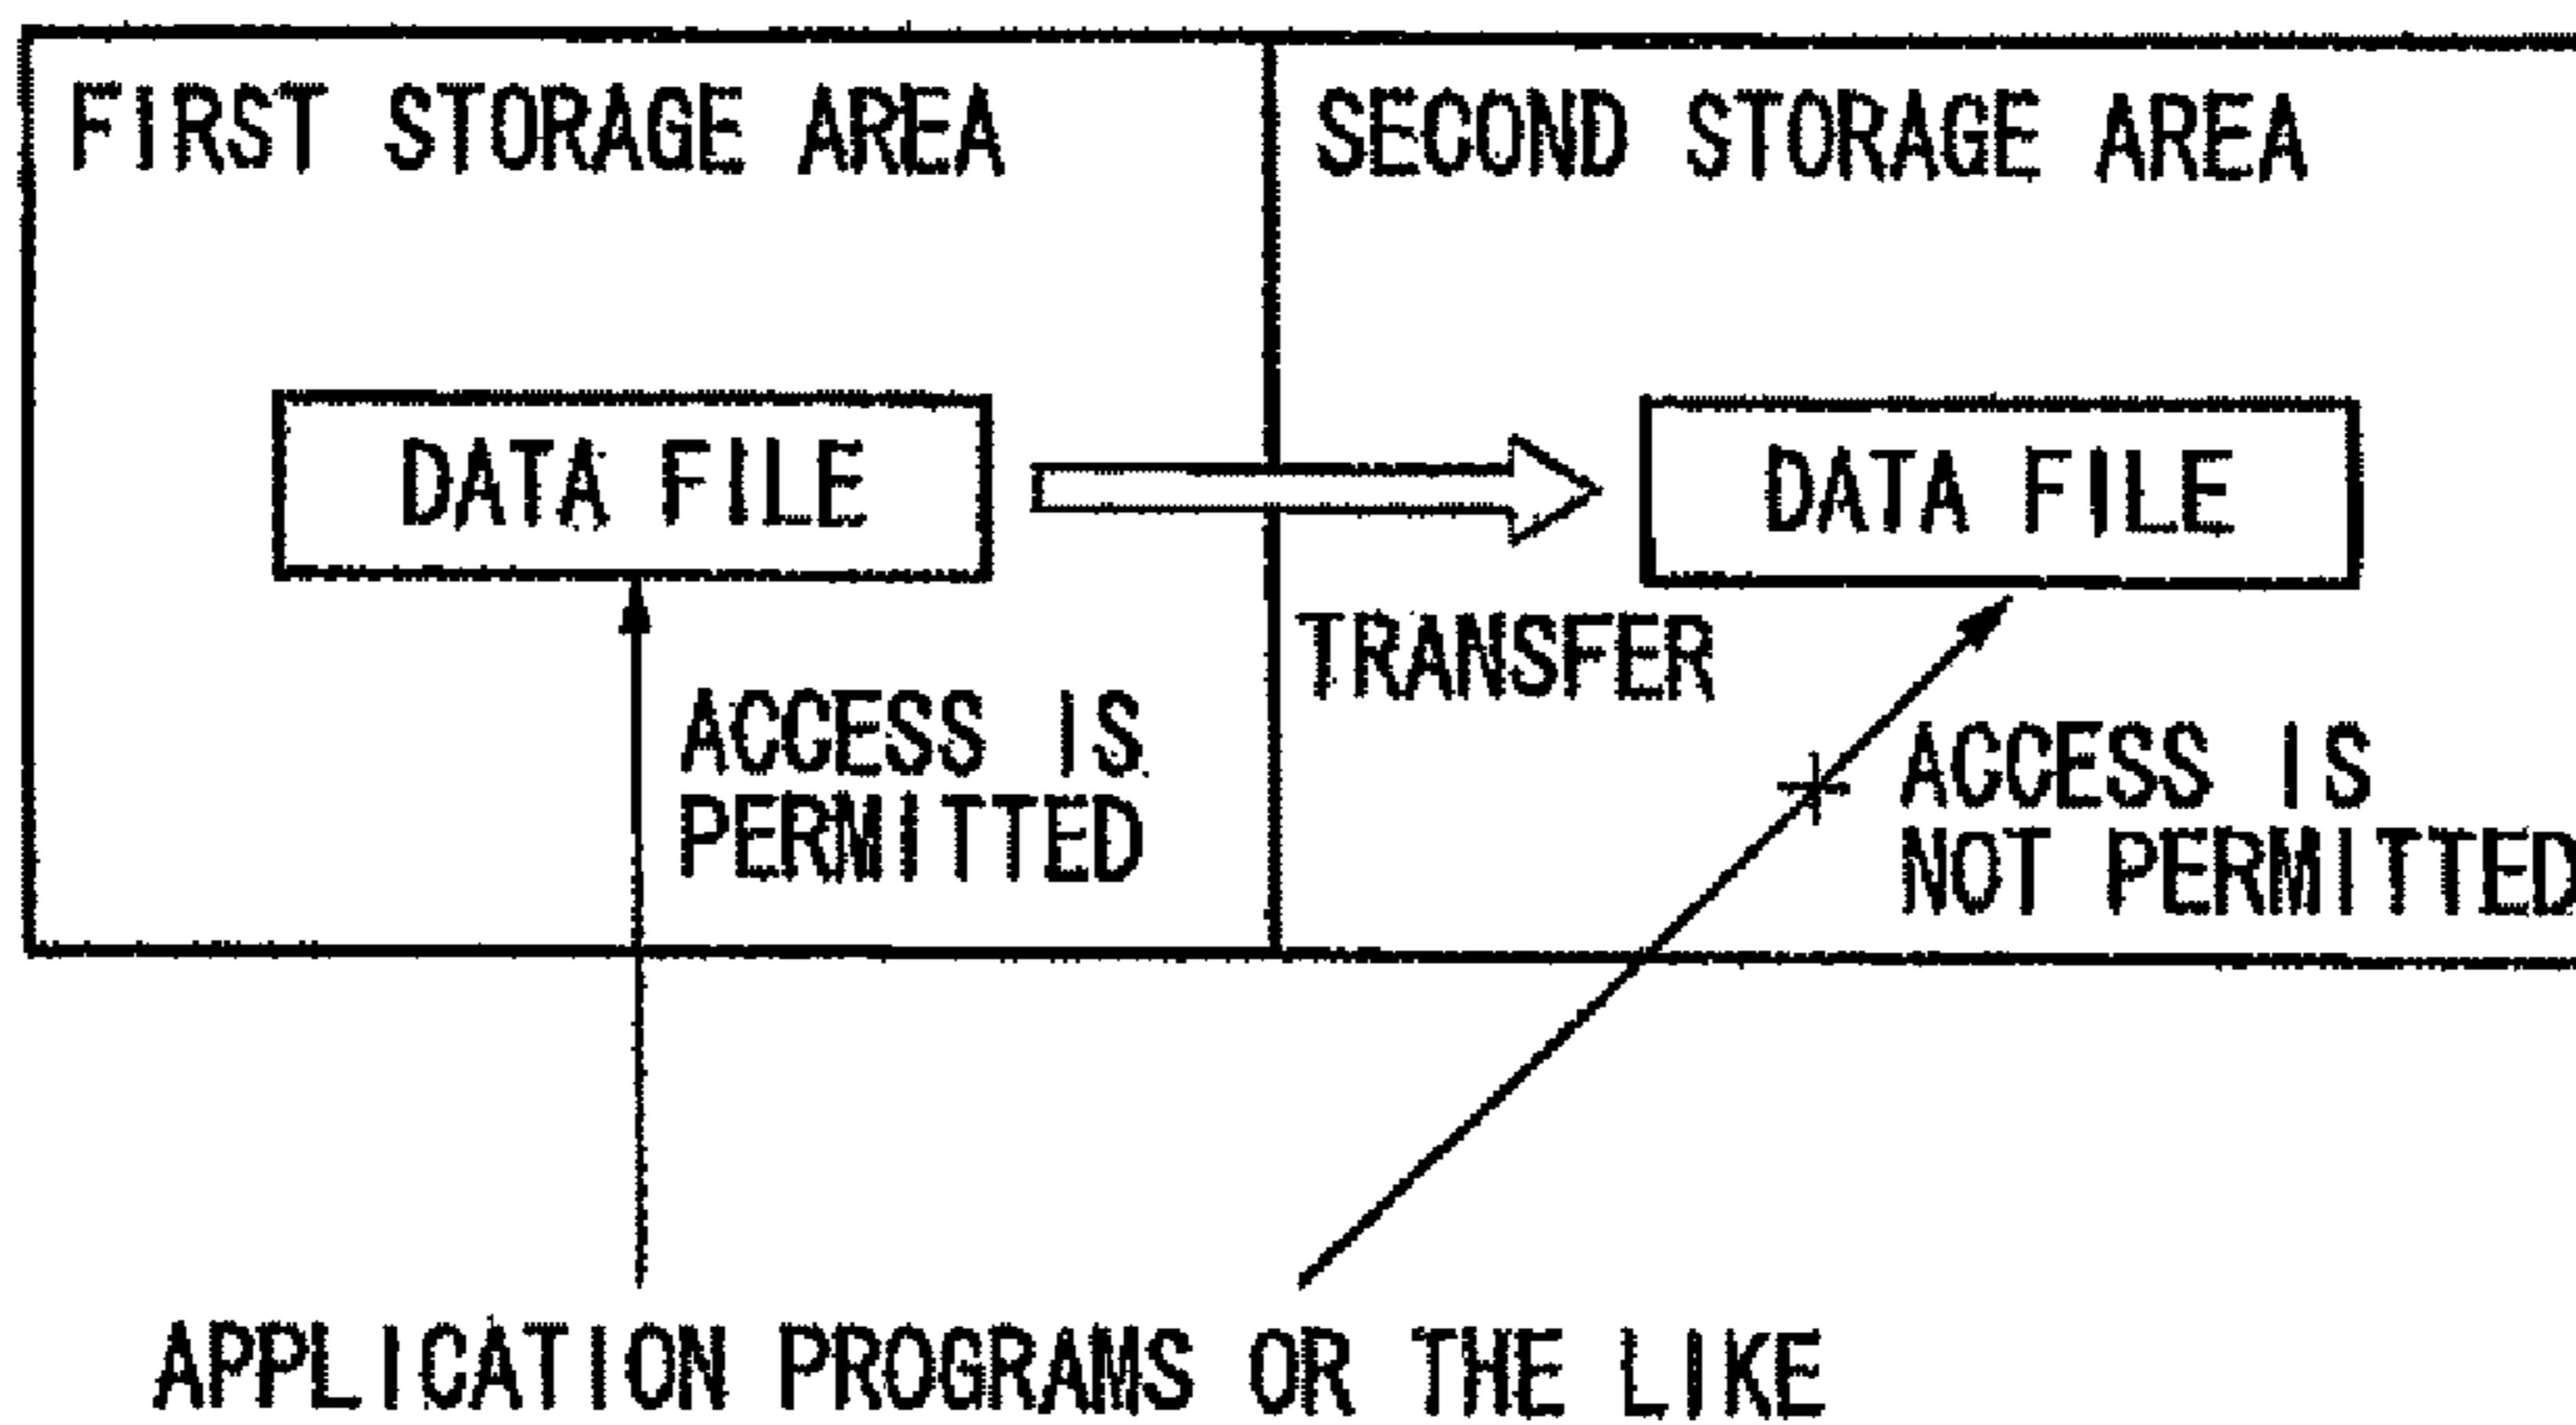 FIRST STORAGE AREA
SECOND STORAGE AREA
DATA FILE
DATA FILE
TRANSFER
ACCESS IS
PERMITTED
ACCESS IS
NOT PERMITTED
APPLICATION PROGRAMS OR THE LIKE